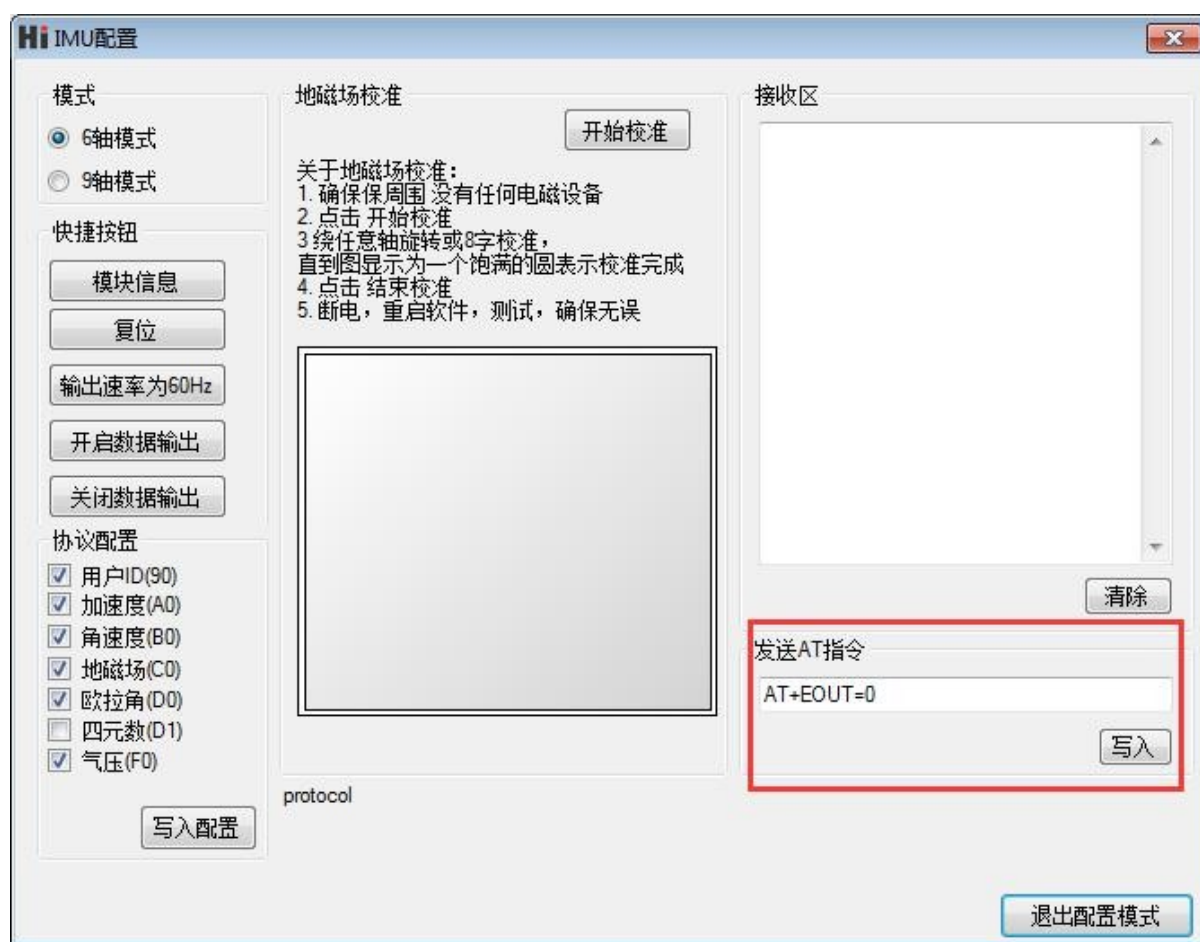 Hi IMU配置
模式
6轴模式
9轴模式
快捷按钮
模块信息
复位
输出速率为60Hz
开启数据输出
关闭数据输出
协议配置
用户ID(90)
加速度(A0)
角速度(B0)
地磁场(C0)
欧拉角(D0)
四元数(D1)
气压(F0)
写入配置
地磁场校准
开始校准
关于地磁场校准：
1. 确保保周围 没有任何电磁设备
2. 点击 开始校准
3 绕任意轴旋转或8字校准，
直到图显示为一个饱满的圆表示校准完成
4. 点击 结束校准
5. 断电，重启软件，测试，确保无误
protocol
接收区
清除
发送AT指令
AT+EOUT=0
写入
退出配置模式